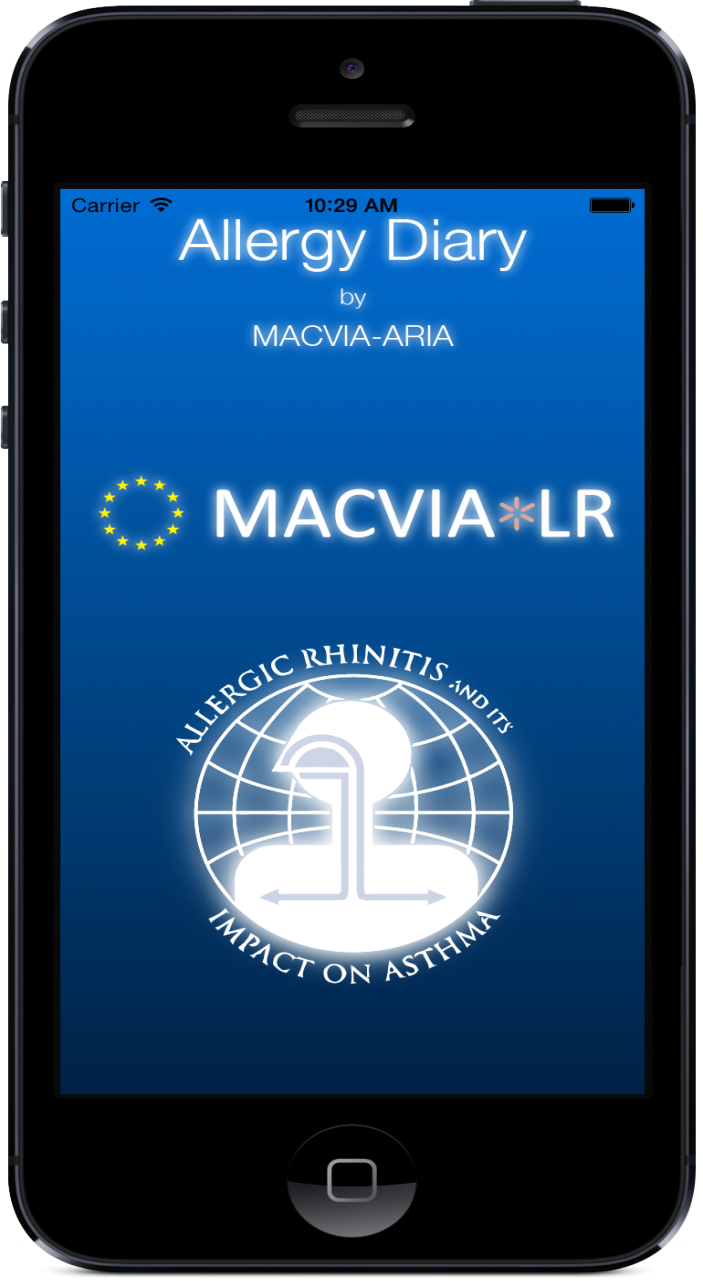 Carrier 10:29 AM
Allergy Diary
by
MACVIA-ARIA
MACVIA*LR
ALLERGIC RHINITIS AND ITS
IMPACT ON ASTHMA